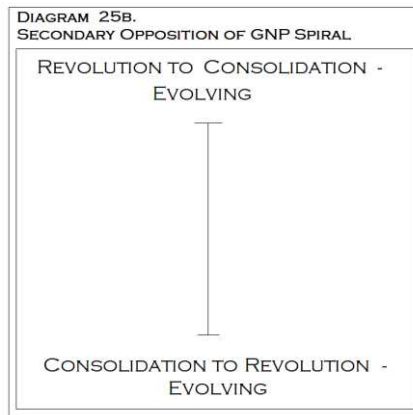 DIAGRAM 25B.
SECONDARY OPPOSITION OF GNP SPIRAL
REVOLUTION TO CONSOLIDATION -
EVOLVING
CONSOLIDATION TO REVOLUTION -
EVOLVING